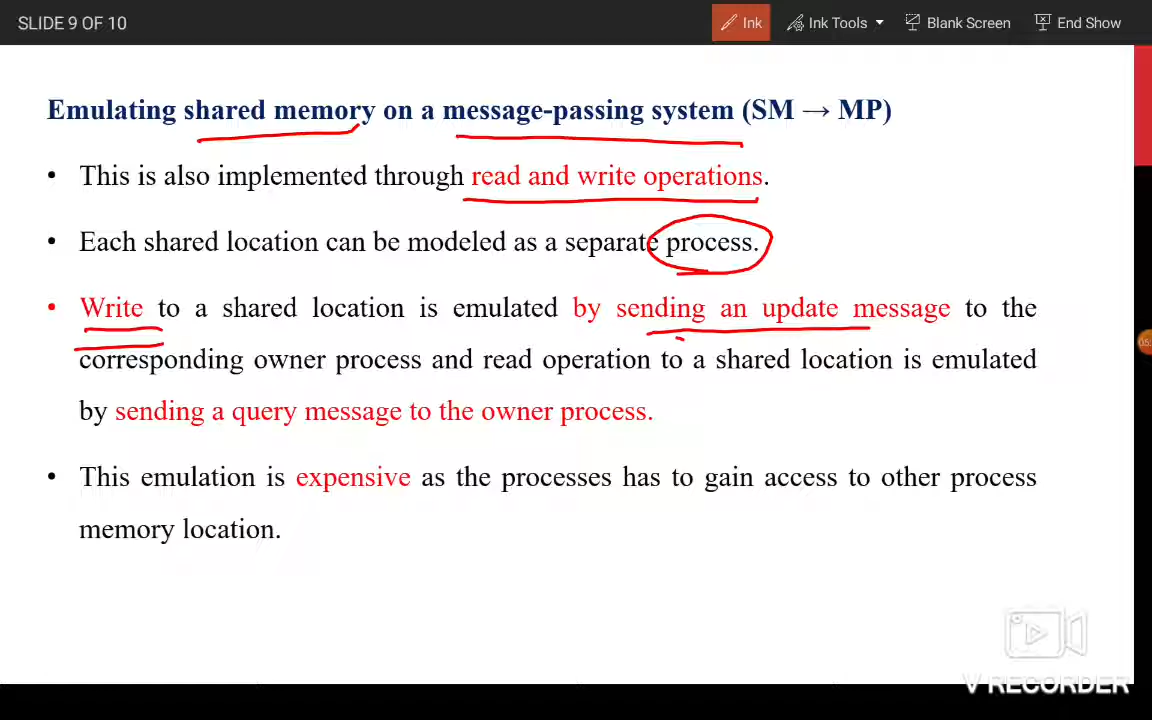 SLIDE 9 OF 10
Ink
Ink Tools
Blank Screen
End Show
Emulating shared memory on a message-passing system (SM → MP)
• This is also implemented through read and write operations.
• Each shared location can be modeled as a separate process.
• Write to a shared location is emulated by sending an update message to the
corresponding owner process and read operation to a shared location is emulated
by sending a query message to the owner process.
• This emulation is expensive as the processes has to gain access to other process
memory location.
V RECORDER